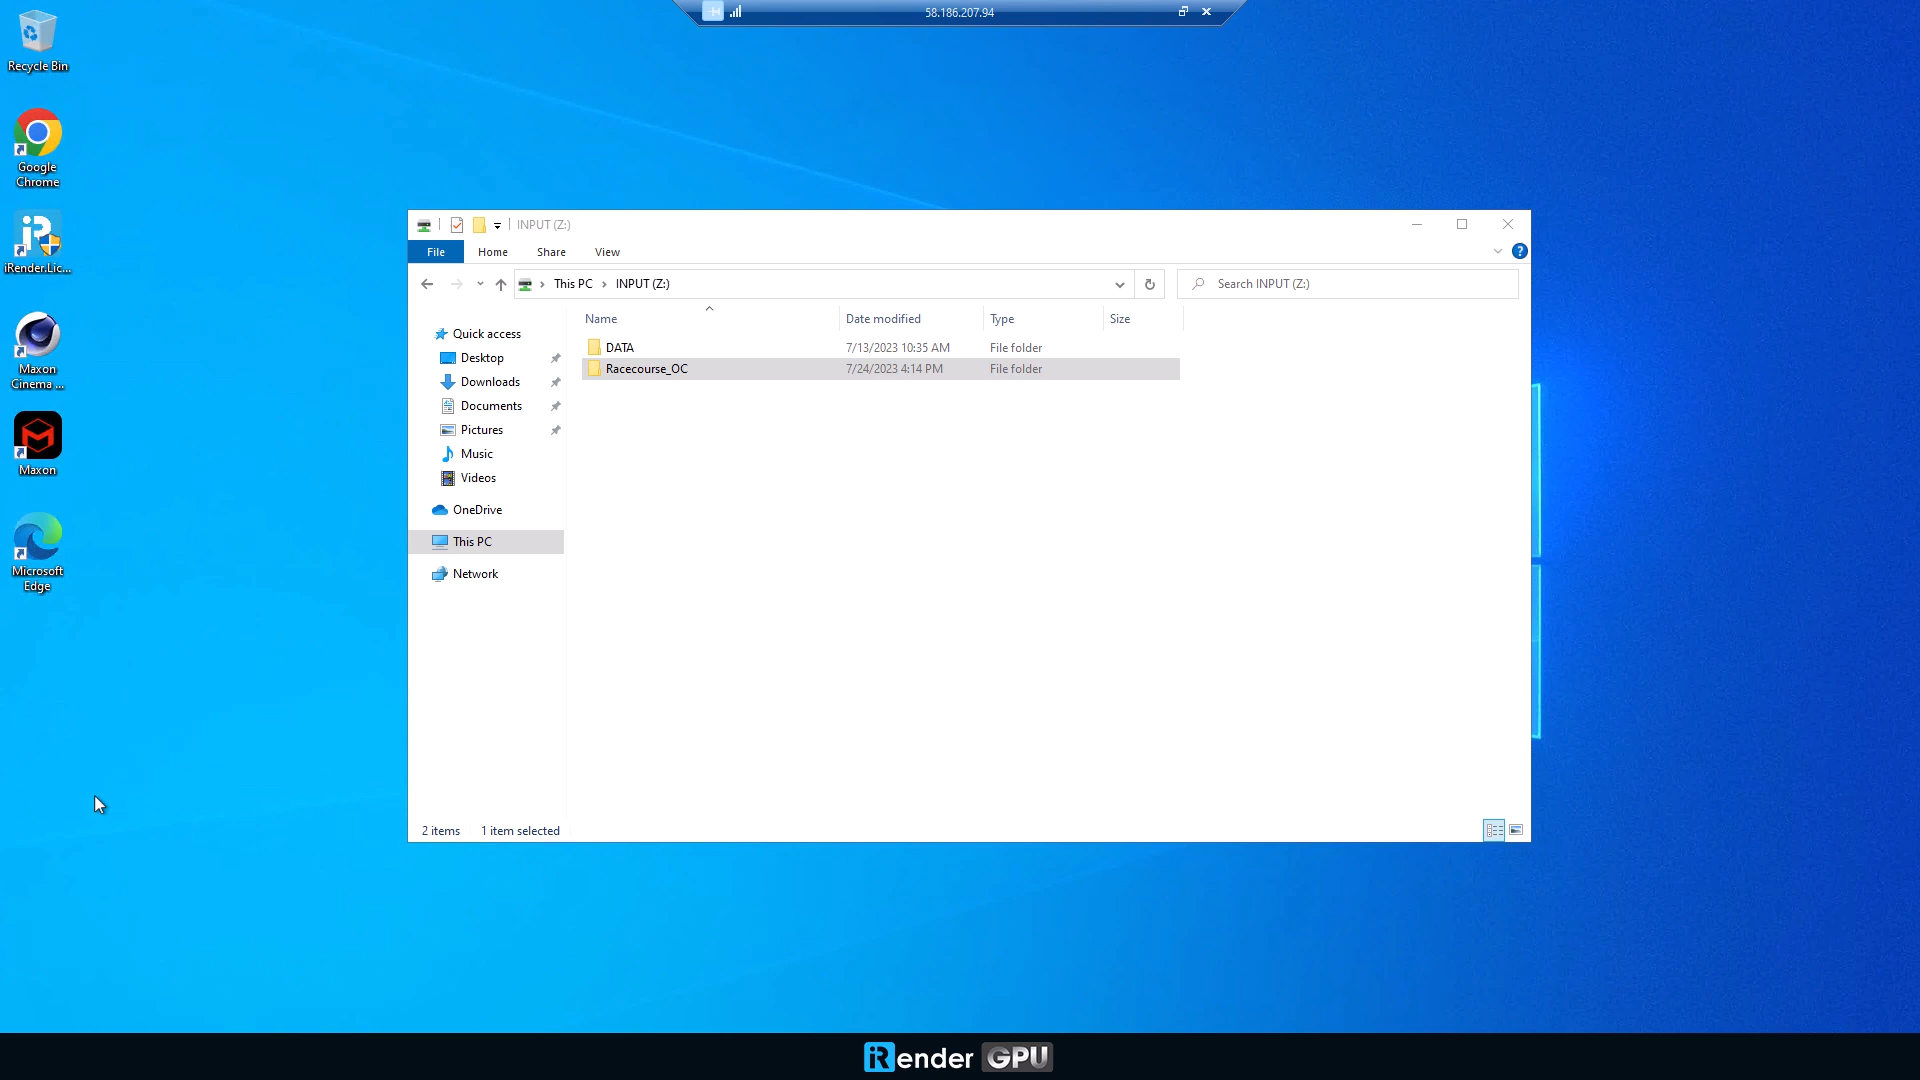 58.186.207.94
Recycle Bin
Google
Chrome
iRender.Lic...
Maxon
Cinema ...
Maxon
Microsoft
Edge
INPUT (Z:)
File Home Share View
This PC > INPUT (Z:)
Search INPUT (Z:)
Quick access
Desktop
Downloads
Documents
Pictures
Music
Videos
OneDrive
This PC
Network
Name Date modified Type Size
DATA 7/13/2023 10:35 AM File folder
Racecourse_OC 7/24/2023 4:14 PM File folder
2 items 1 item selected
iRender GPU